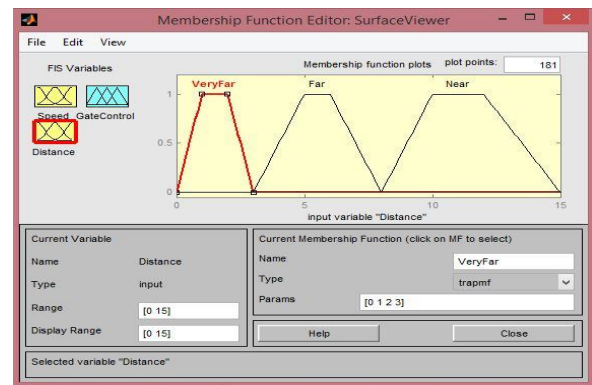 Membership Function Editor: SurfaceViewer
File Edit View
FIS Variables
Speed GateControl
Distance
Membership function plots plot points: 181
VeryFar Far Near
1
0.5
0
0 5 10 15
input variable "Distance"
Current Variable
Name Distance
Type input
Range [0 15]
Display Range [0 15]
Current Membership Function (click on MF to select)
Name VeryFar
Type trapmf
Params [0 1 2 3]
Help Close
Selected variable "Distance"